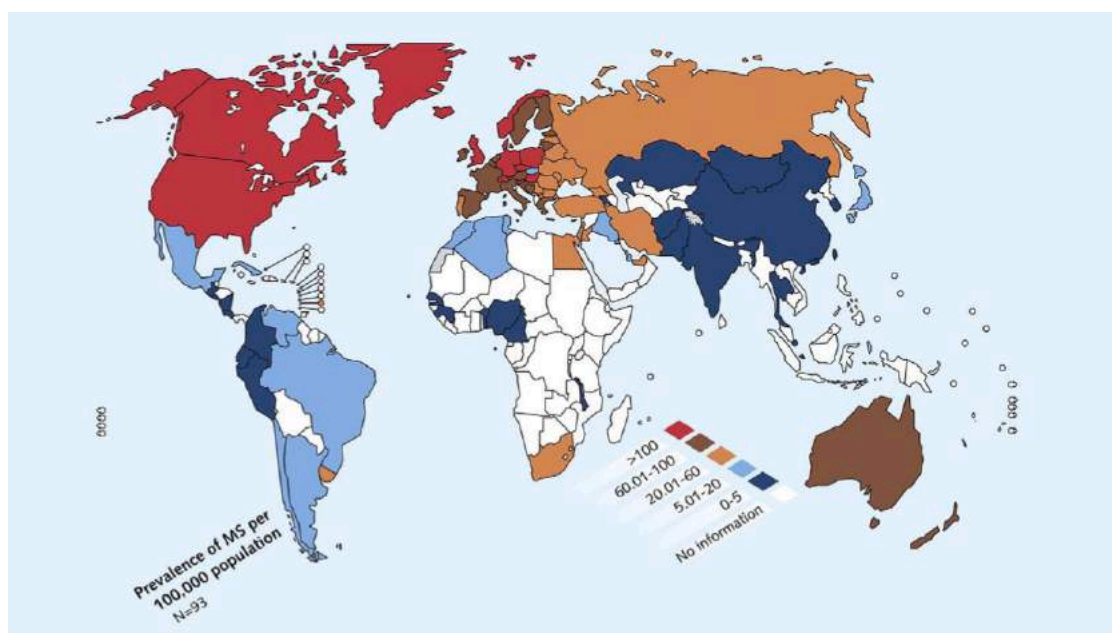 >100
60.01-100
20.01-60
5.01-20
0-5
No information
Prevalence of MS per
100,000 population
N=93